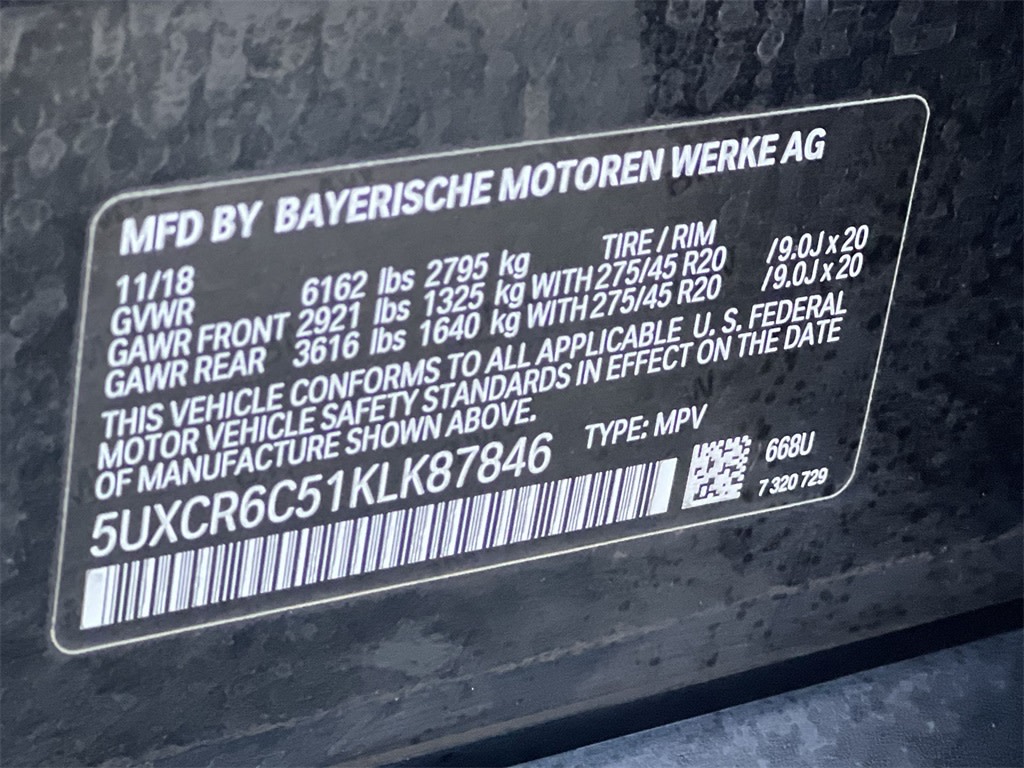 MFD BY BAYERISCHE MOTOREN WERKE AG
11/18 TIRE / RIM
GVWR 6162 lbs 2795 kg
GAWR FRONT 2921 lbs 1325 kg WITH 275/45 R20 /9.0J x 20
GAWR REAR 3616 lbs 1640 kg WITH 275/45 R20 /9.0J x 20
THIS VEHICLE CONFORMS TO ALL APPLICABLE U. S. FEDERAL
MOTOR VEHICLE SAFETY STANDARDS IN EFFECT ON THE DATE
OF MANUFACTURE SHOWN ABOVE.
5UXCR6C51KLK87846 TYPE: MPV
668U
7 320 729